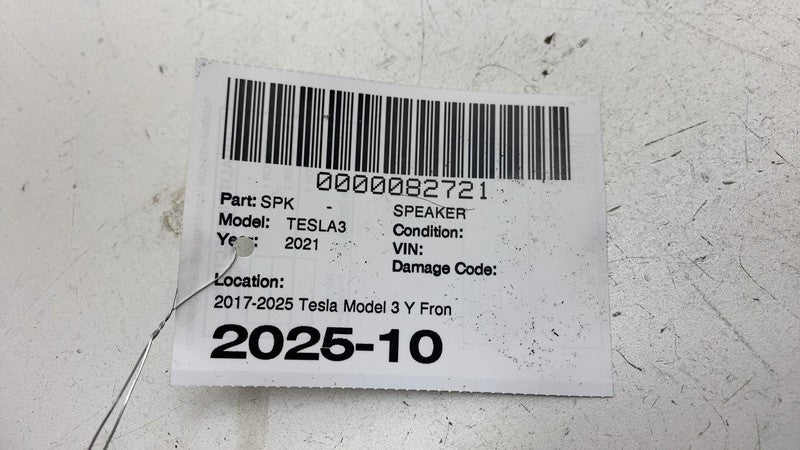 0000082721
Part: SPK - SPEAKER
Model: TESLA3 Condition:
Year: 2021 VIN:
Damage Code:
Location:
2017-2025 Tesla Model 3 Y Fron
2025-10